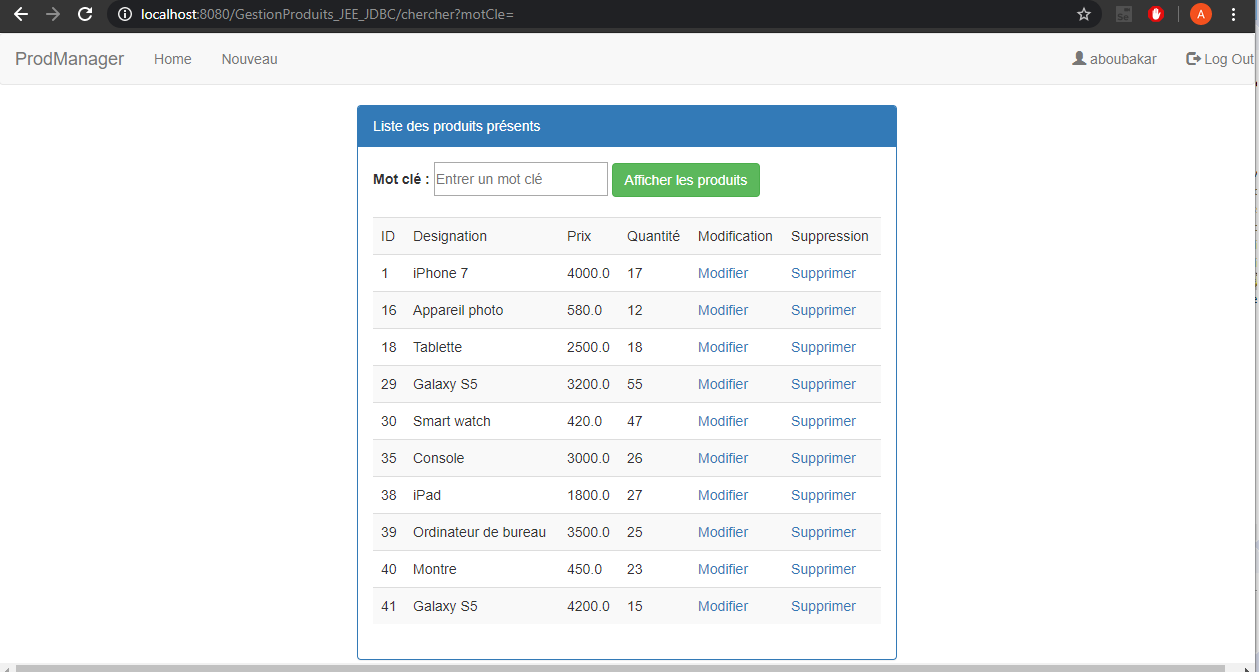 localhost:8080/GestionProduits_JEE_JDBC/chercher?motCle=
A
ProdManager Home Nouveau aboubakar Log Out
Liste des produits présents
Mot clé : Entrer un mot clé Afficher les produits
ID Designation Prix Quantité Modification Suppression
1 iPhone 7 4000.0 17 Modifier Supprimer
16 Appareil photo 580.0 12 Modifier Supprimer
18 Tablette 2500.0 18 Modifier Supprimer
29 Galaxy S5 3200.0 55 Modifier Supprimer
30 Smart watch 420.0 47 Modifier Supprimer
35 Console 3000.0 26 Modifier Supprimer
38 iPad 1800.0 27 Modifier Supprimer
39 Ordinateur de bureau 3500.0 25 Modifier Supprimer
40 Montre 450.0 23 Modifier Supprimer
41 Galaxy S5 4200.0 15 Modifier Supprimer